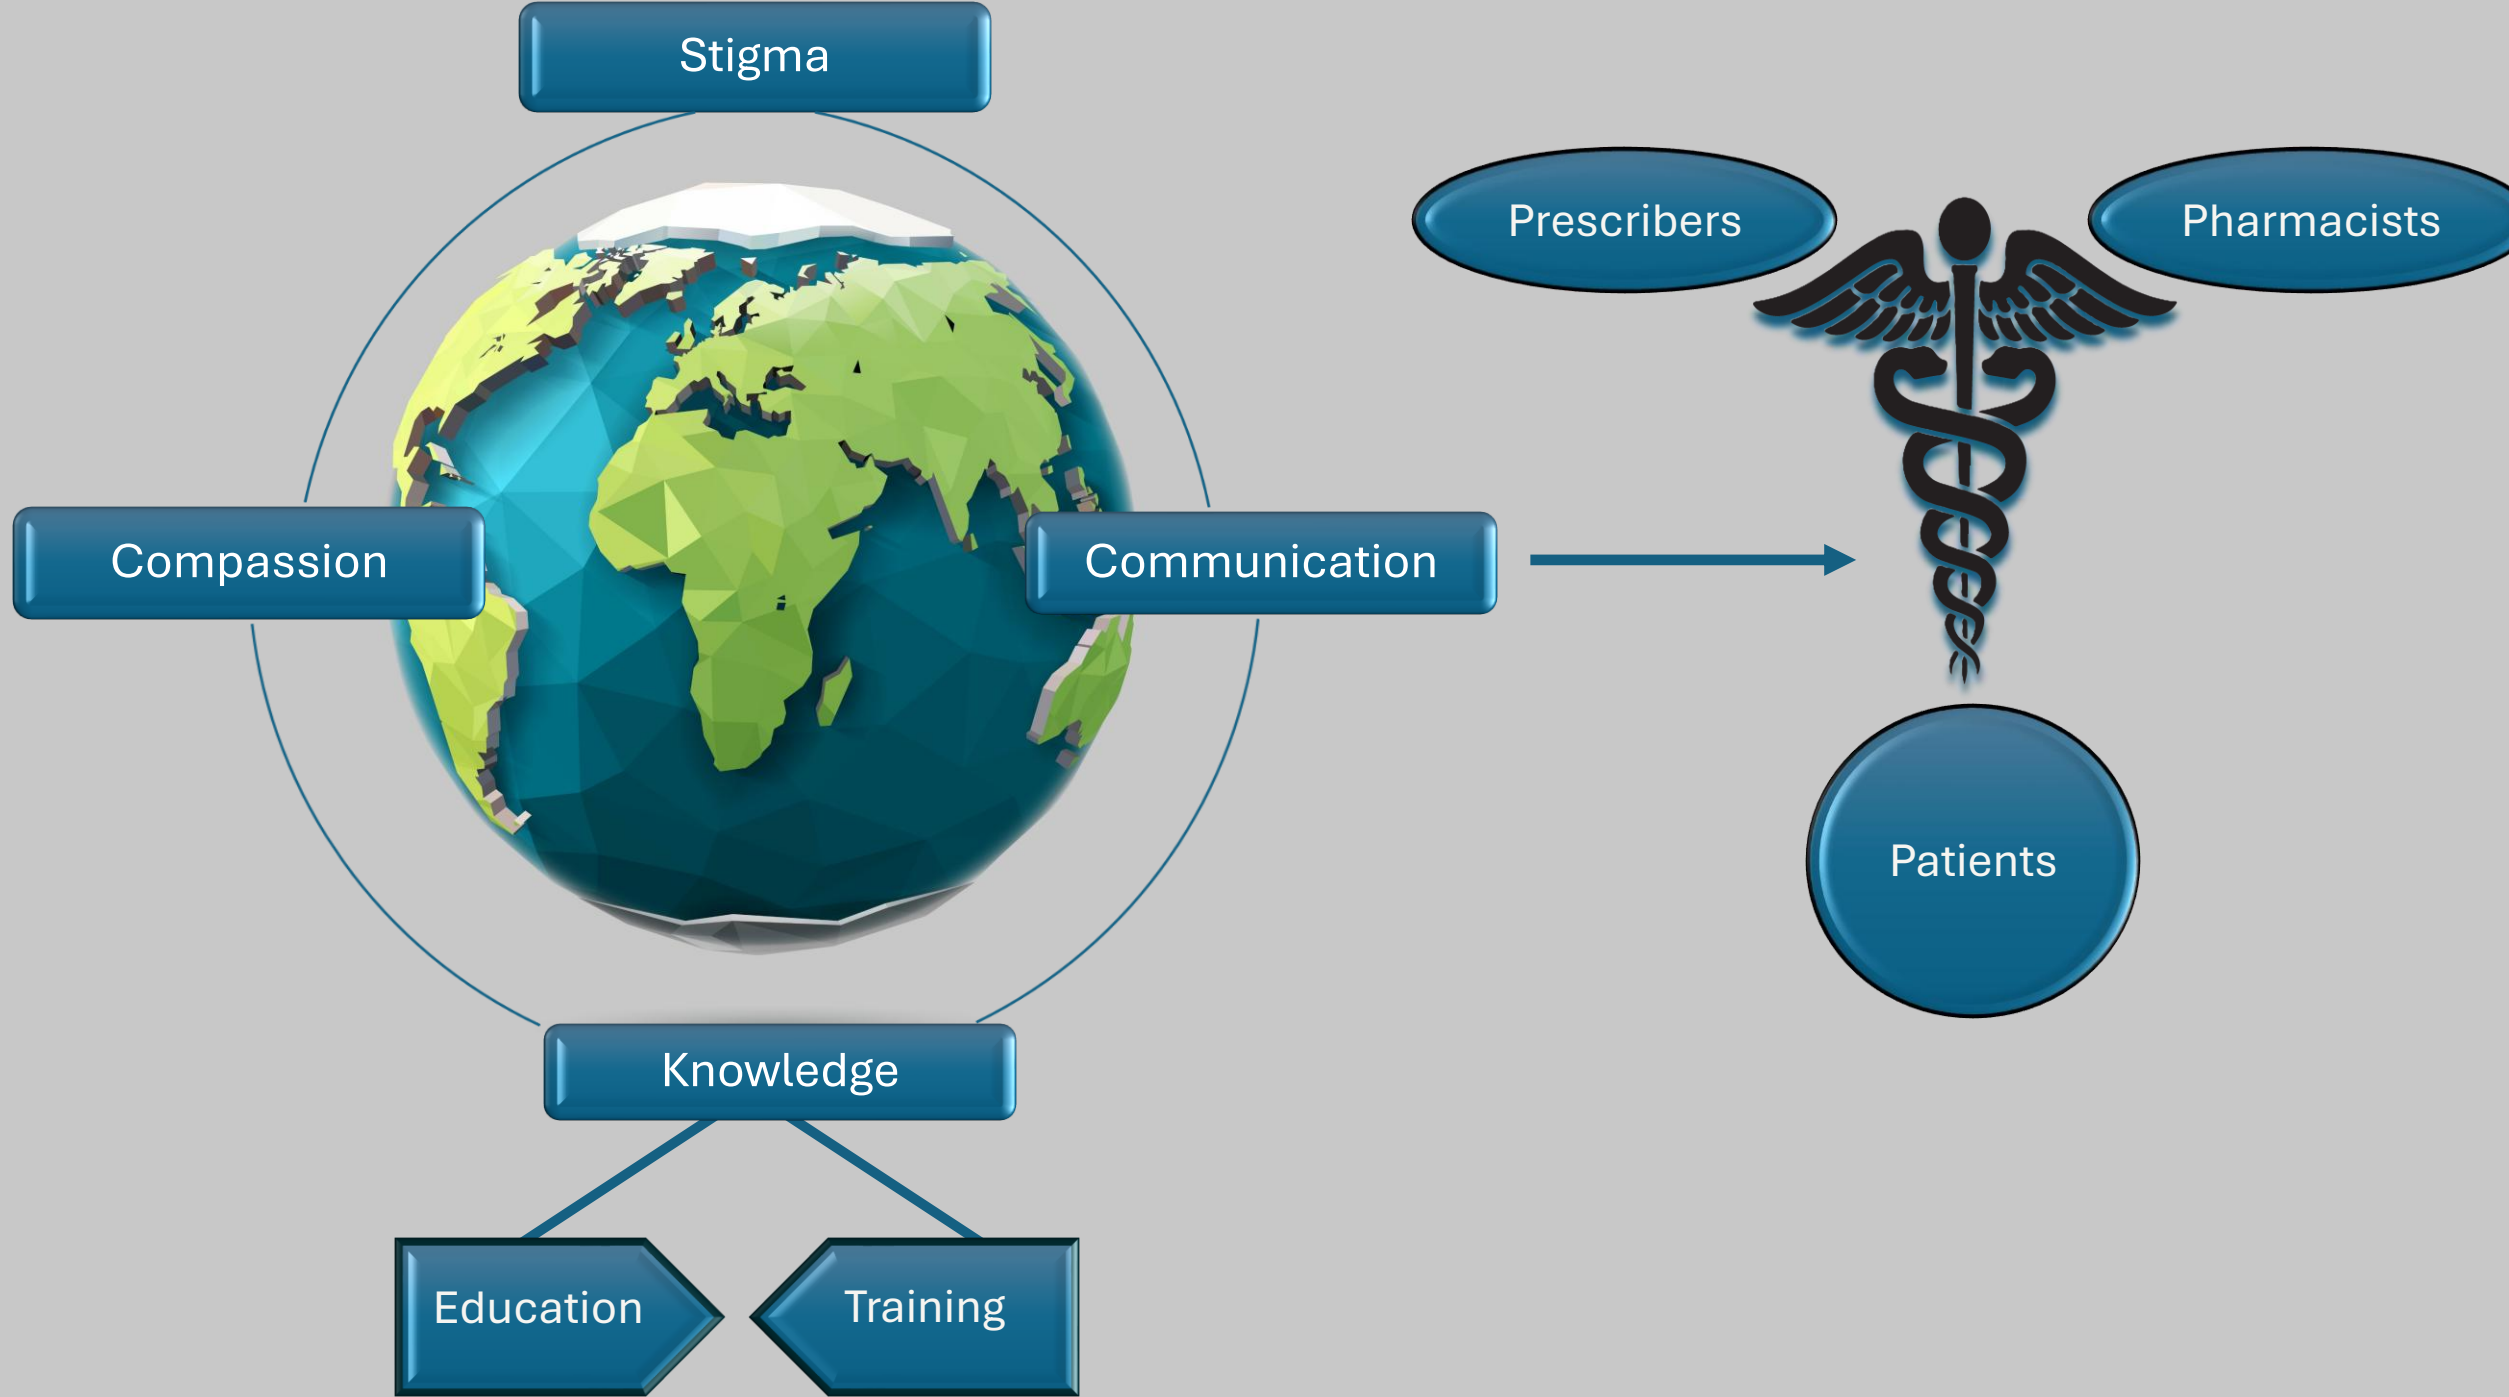 Stigma
Prescribers
Pharmacists
Compassion
Communication
Patients
Knowledge
Education
Training